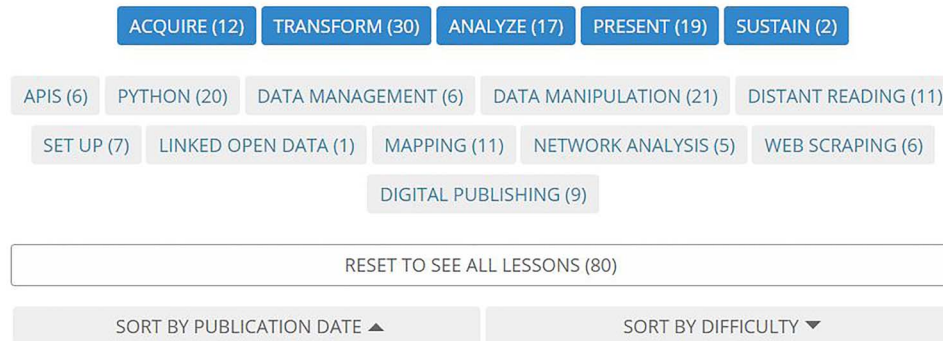 ACQUIRE (12) TRANSFORM (30) ANALYZE (17) PRESENT (19) SUSTAIN (2)
APIS (6) PYTHON (20) DATA MANAGEMENT (6) DATA MANIPULATION (21) DISTANT READING (11)
SET UP (7) LINKED OPEN DATA (1) MAPPING (11) NETWORK ANALYSIS (5) WEB SCRAPING (6)
DIGITAL PUBLISHING (9)
RESET TO SEE ALL LESSONS (80)
SORT BY PUBLICATION DATE SORT BY DIFFICULTY